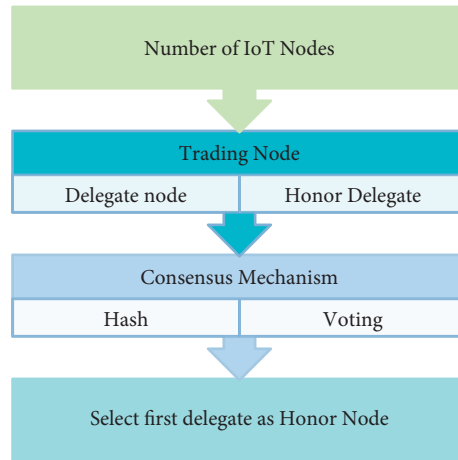 Number of IoT Nodes
Trading Node
Delegate node
Honor Delegate
Consensus Mechanism
Hash
Voting
Select first delegate as Honor Node